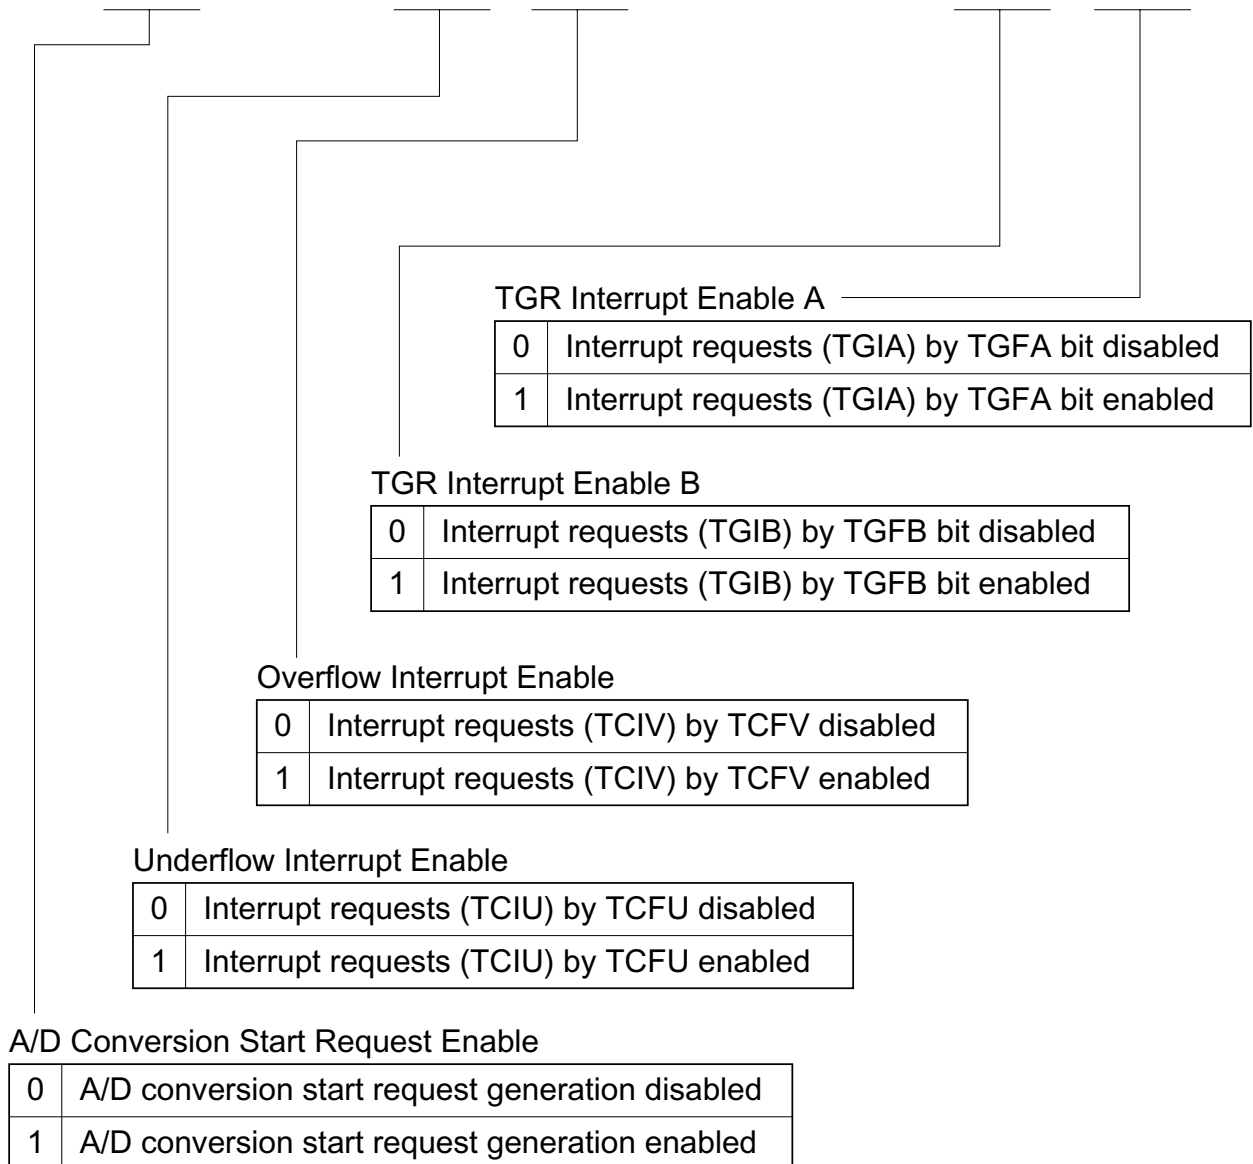 TGR Interrupt Enable A
0 Interrupt requests (TGIA) by TGFA bit disabled
1 Interrupt requests (TGIA) by TGFA bit enabled
TGR Interrupt Enable B
0 Interrupt requests (TGIB) by TGFB bit disabled
1 Interrupt requests (TGIB) by TGFB bit enabled
Overflow Interrupt Enable
0 Interrupt requests (TCIV) by TCFV disabled
1 Interrupt requests (TCIV) by TCFV enabled
Underflow Interrupt Enable
0 Interrupt requests (TCIU) by TCFU disabled
1 Interrupt requests (TCIU) by TCFU enabled
A/D Conversion Start Request Enable
0 A/D conversion start request generation disabled
1 A/D conversion start request generation enabled